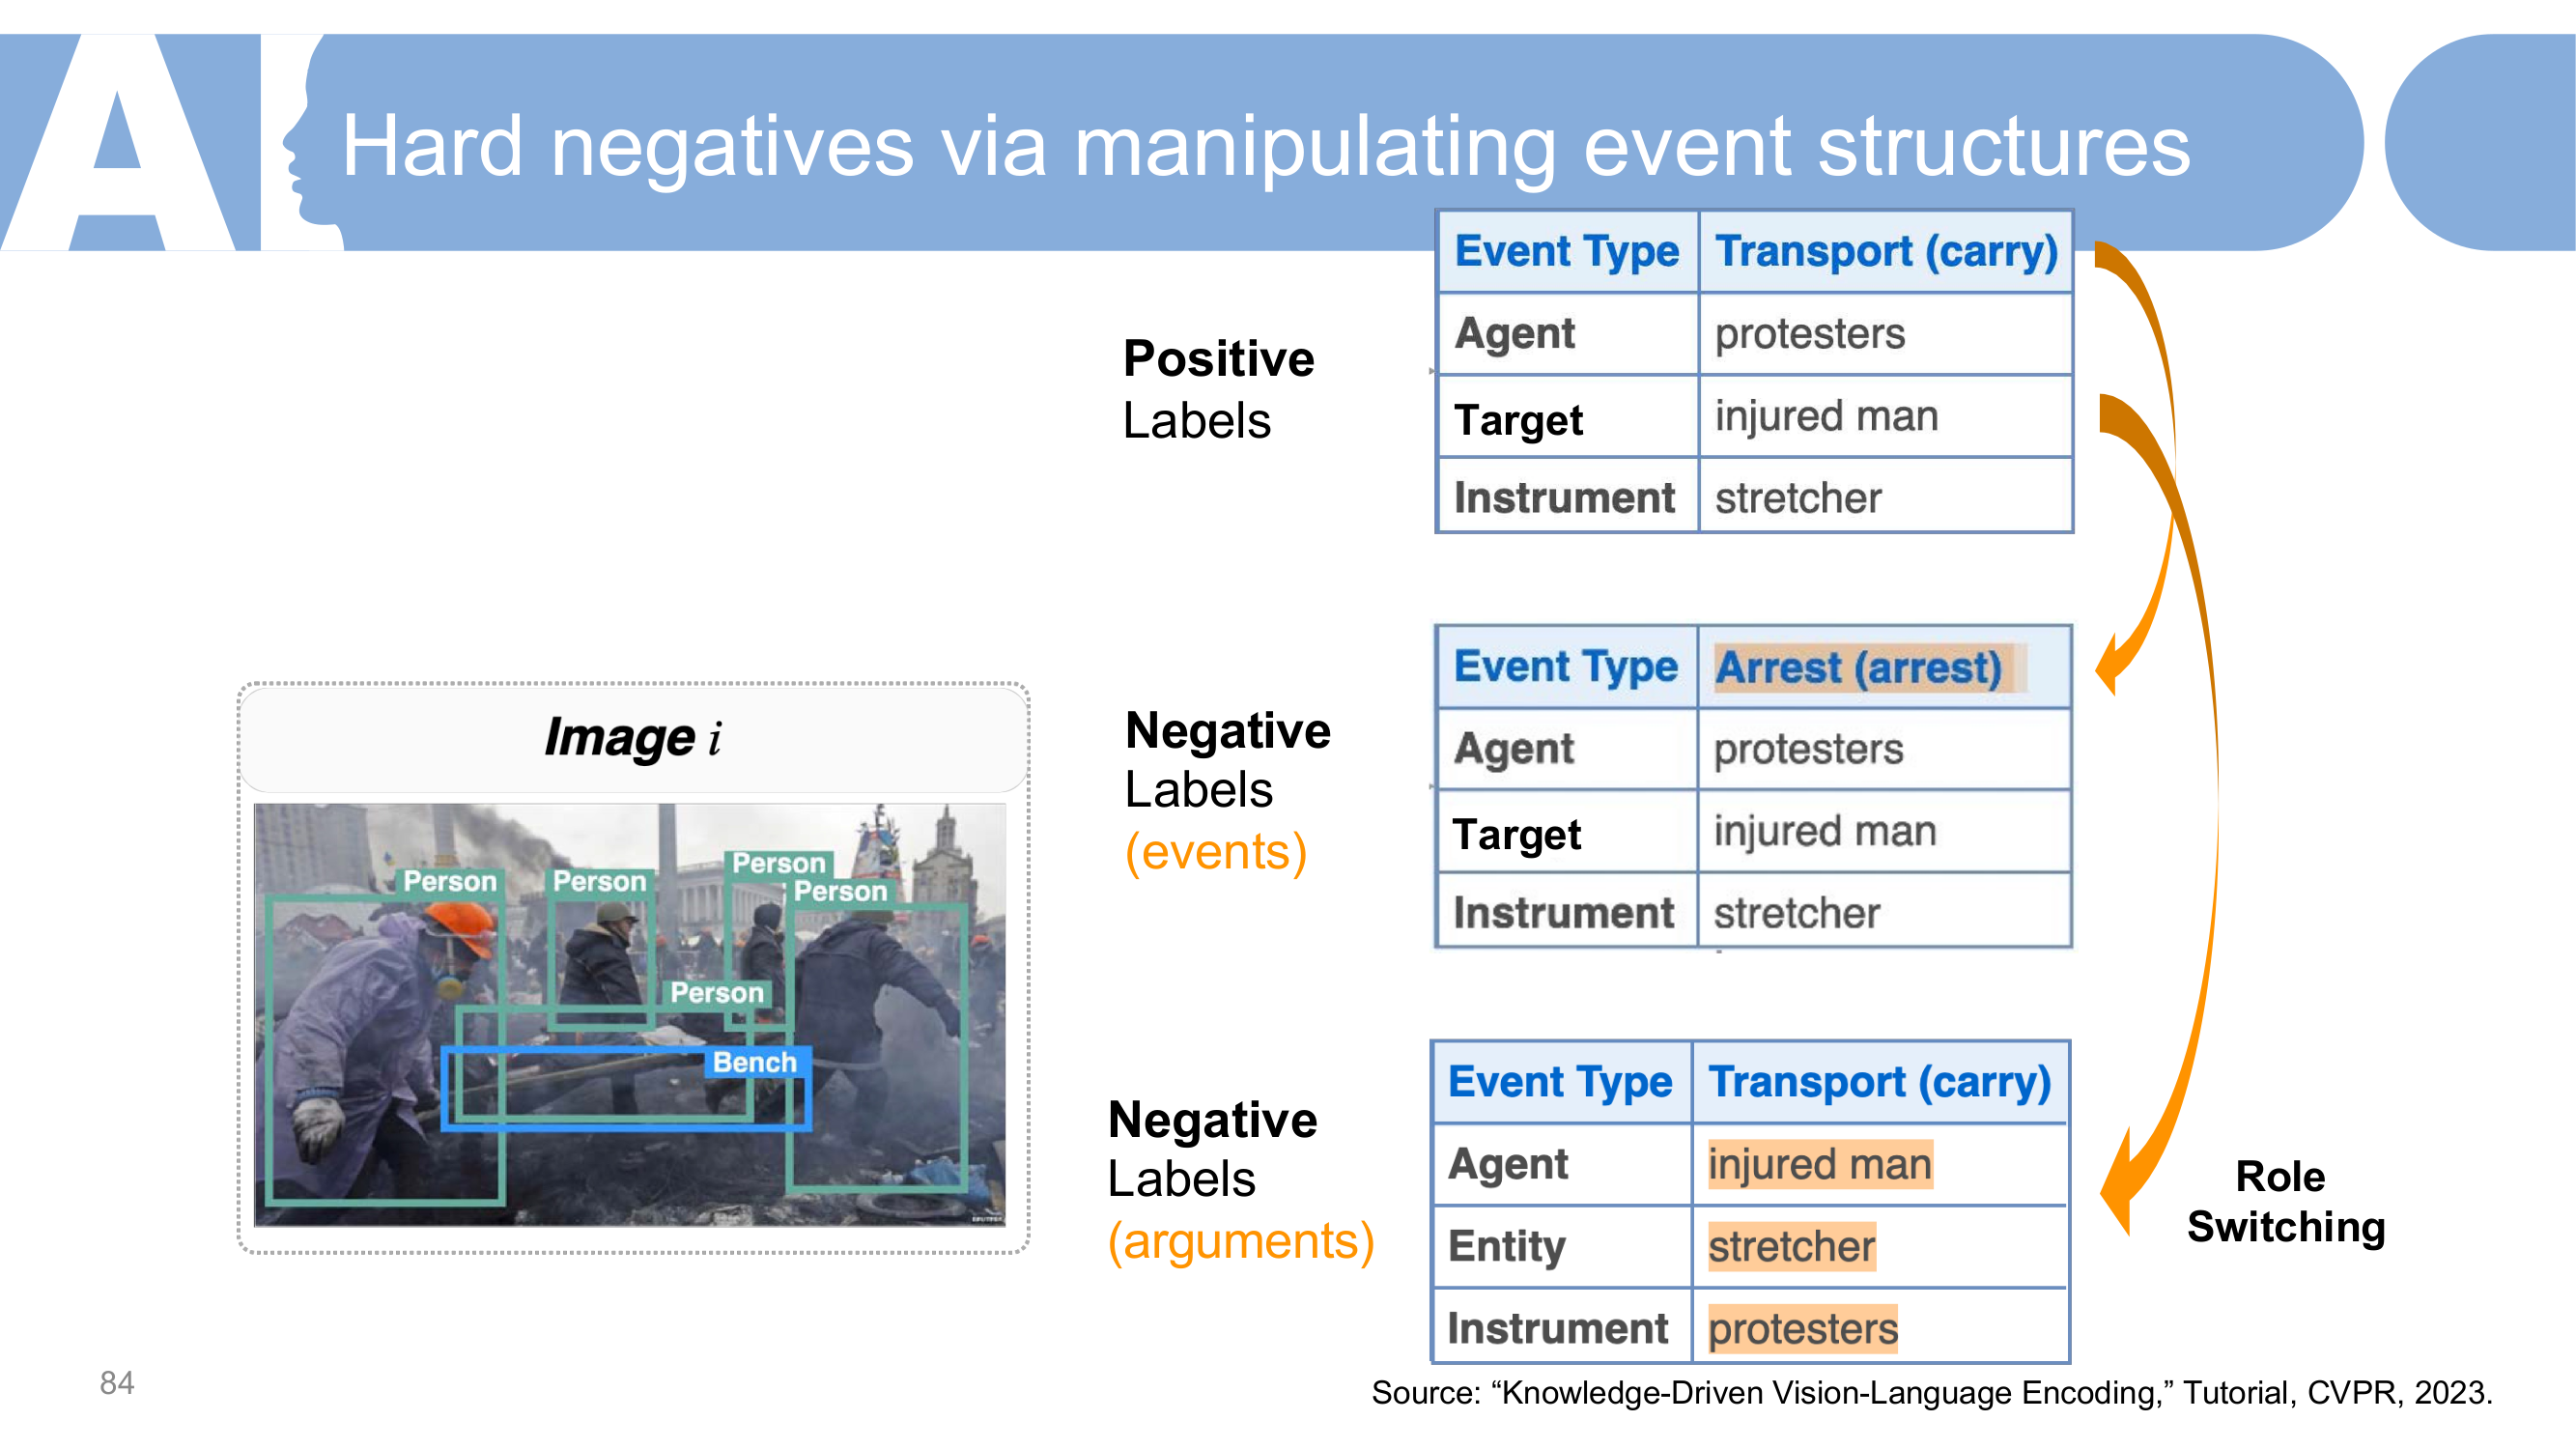 AI
Hard negatives via manipulating event structures
Positive
Labels
Event Type Transport (carry)
Agent protesters
Target injured man
Instrument stretcher
Image i
Person
Person
Person
Person
Person
Bench
Negative
Labels
(events)
Event Type Arrest (arrest)
Agent protesters
Target injured man
Instrument stretcher
Negative
Labels
(arguments)
Event Type Transport (carry)
Agent injured man
Entity stretcher
Instrument protesters
Role
Switching
84
Source: “Knowledge-Driven Vision-Language Encoding,” Tutorial, CVPR, 2023.